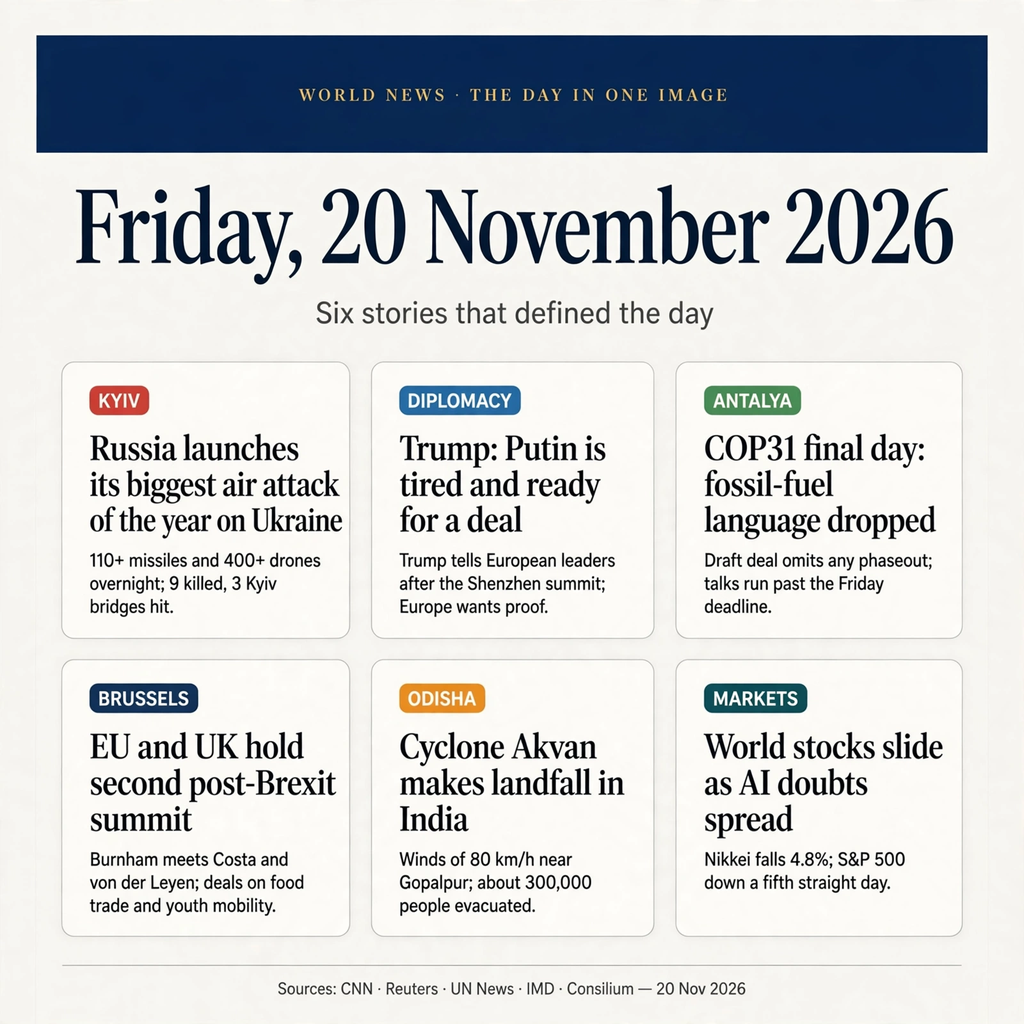 WORLD NEWS · THE DAY IN ONE IMAGE
Friday, 20 November 2026
Six stories that defined the day
KYIV
Russia launches
its biggest air attack
of the year on Ukraine
110+ missiles and 400+ drones
overnight; 9 killed, 3 Kyiv
bridges hit.
DIPLOMACY
Trump: Putin is
tired and ready
for a deal
Trump tells European leaders
after the Shenzhen summit;
Europe wants proof.
ANTALYA
COP31 final day:
fossil-fuel
language dropped
Draft deal omits any phaseout;
talks run past the Friday
deadline.
BRUSSELS
EU and UK hold
second post-Brexit
summit
Burnham meets Costa and
von der Leyen; deals on food
trade and youth mobility.
ODISHA
Cyclone Akvan
makes landfall in
India
Winds of 80 km/h near
Gopalpur; about 300,000
people evacuated.
MARKETS
World stocks slide
as AI doubts
spread
Nikkei falls 4.8%; S&P 500
down a fifth straight day.
Sources: CNN · Reuters · UN News · IMD · Consilium — 20 Nov 2026